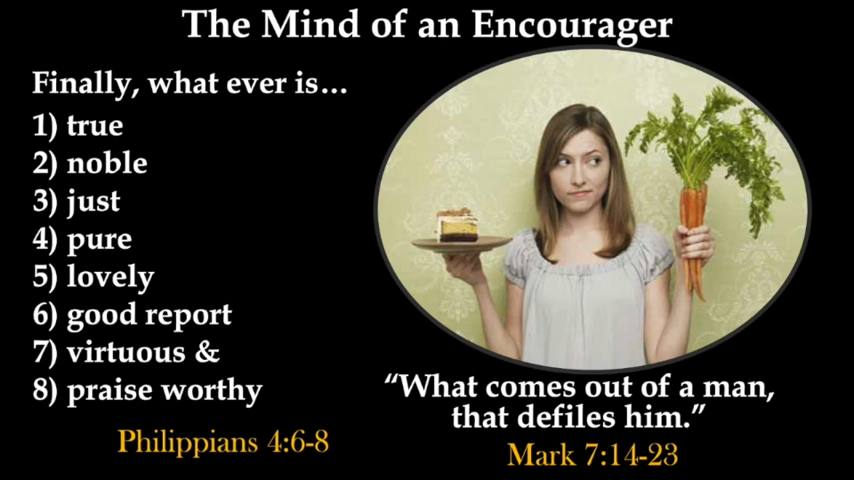 The Mind of an Encourager
Finally, what ever is…
1) true
2) noble
3) just
4) pure
5) lovely
6) good report
7) virtuous &
8) praise worthy
Philippians 4:6-8
“What comes out of a man,
that defiles him.”
Mark 7:14-23